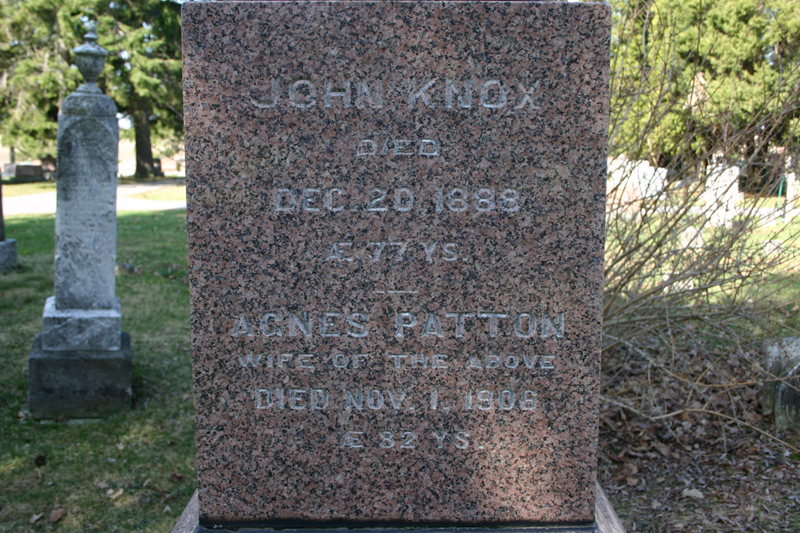 JOHN KNOX
DIED
DEC. 20 1888
Æ 77 YS.
AGNES PATTON
WIFE OF THE ABOVE
DIED NOV. 1, 1906
Æ 82 YS.